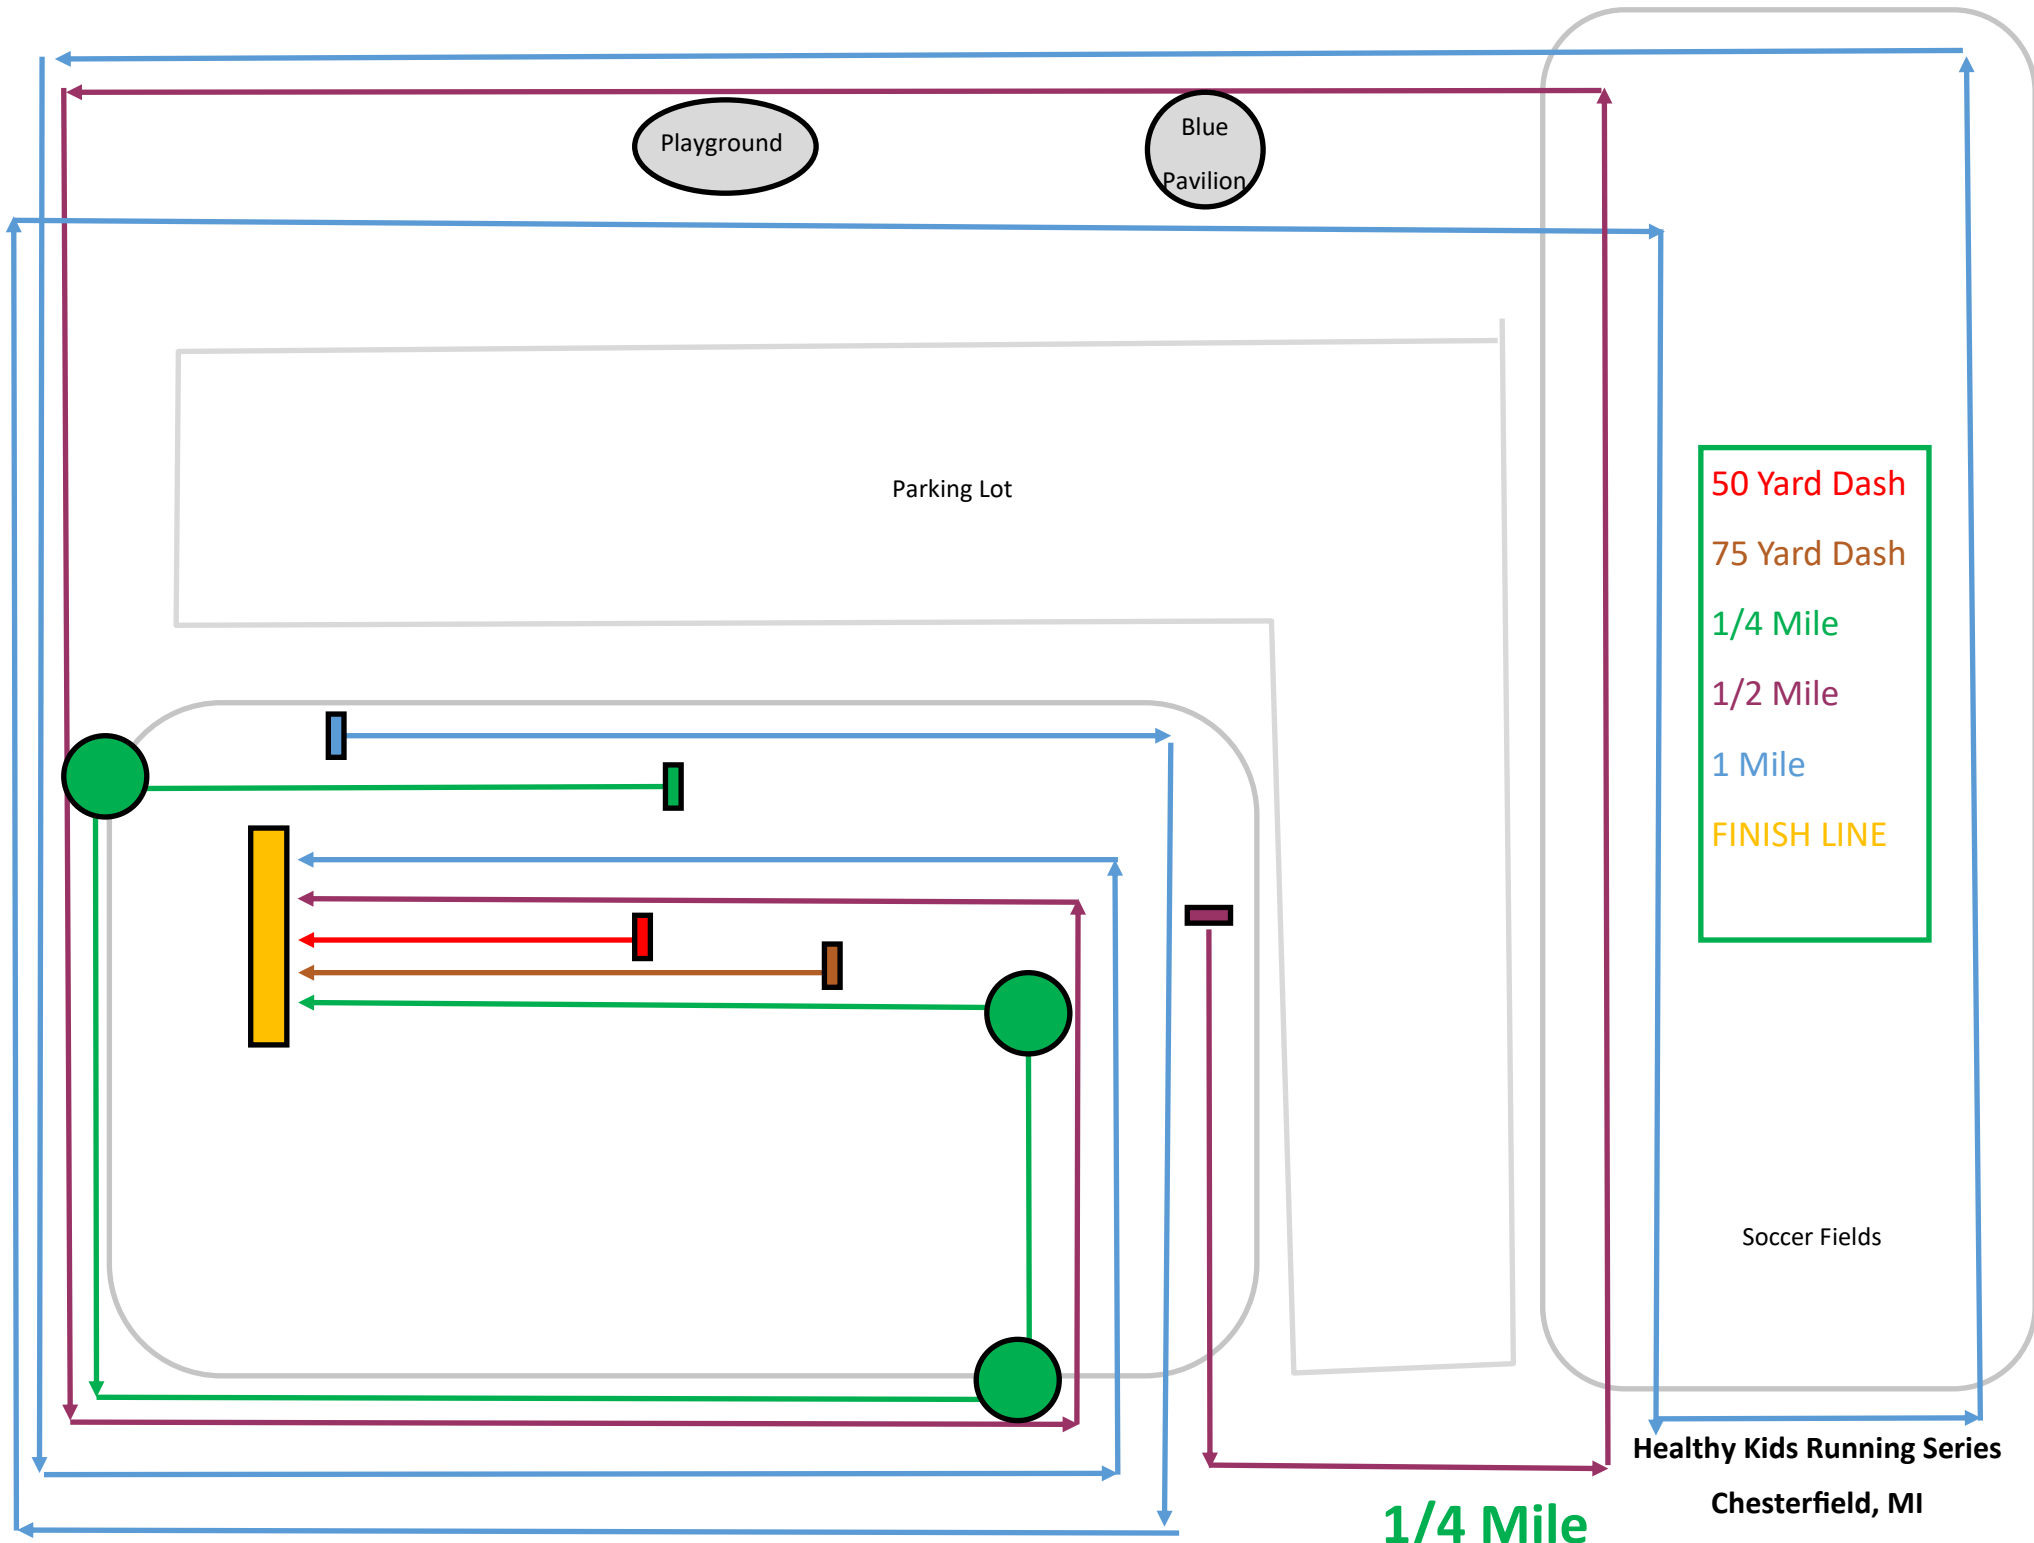 Playground
Blue
Pavilion
Parking Lot
50 Yard Dash
75 Yard Dash
1/4 Mile
1/2 Mile
1 Mile
FINISH LINE
Soccer Fields
Healthy Kids Running Series
Chesterfield, MI
1/4 Mile